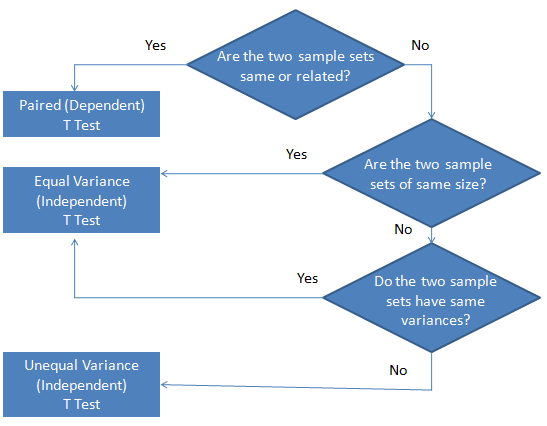 Yes
No
Are the two sample sets
same or related?
Paired (Dependent)
T Test
Yes
Are the two sample
sets of same size?
Equal Variance
(Independent)
T Test
No
Yes
Do the two sample
sets have same
variances?
Unequal Variance
(Independent)
T Test
No